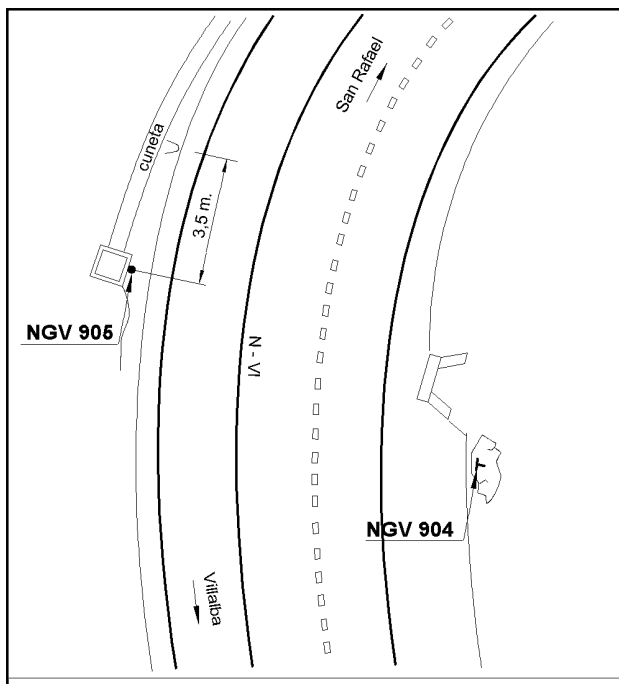 San Rafael
cuneta
3,5 m.
NGV 905
N - VI
NGV 904
Villalba